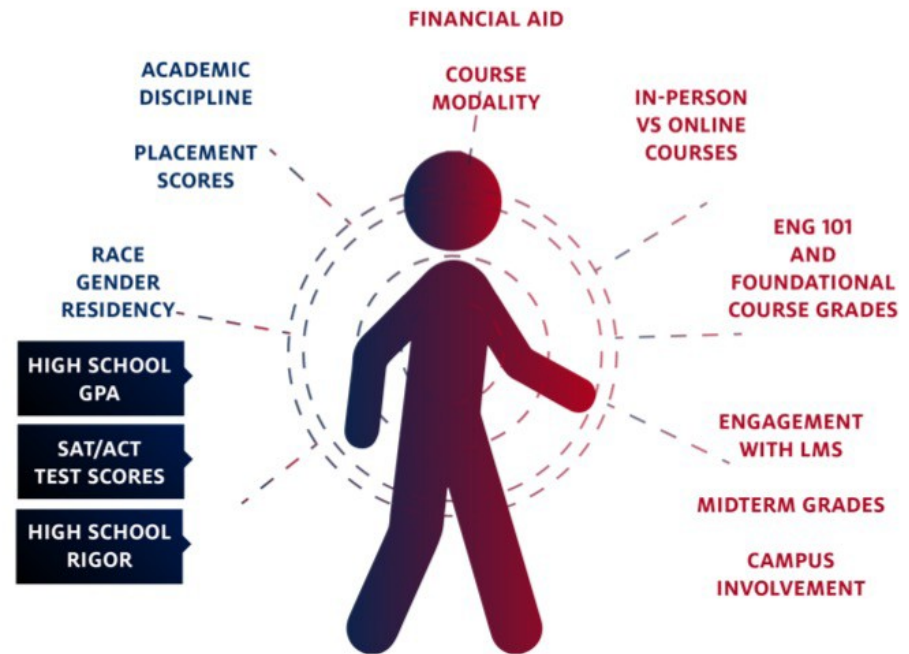 FINANCIAL AID
ACADEMIC
DISCIPLINE
COURSE
MODALITY
IN-PERSON
VS ONLINE
COURSES
PLACEMENT
SCORES
ENG 101
AND
FOUNDATIONAL
COURSE GRADES
RACE
GENDER
RESIDENCY
HIGH SCHOOL
GPA
SAT/ACT
TEST SCORES
HIGH SCHOOL
RIGOR
ENGAGEMENT
WITH LMS
MIDTERM GRADES
CAMPUS
INVOLVEMENT